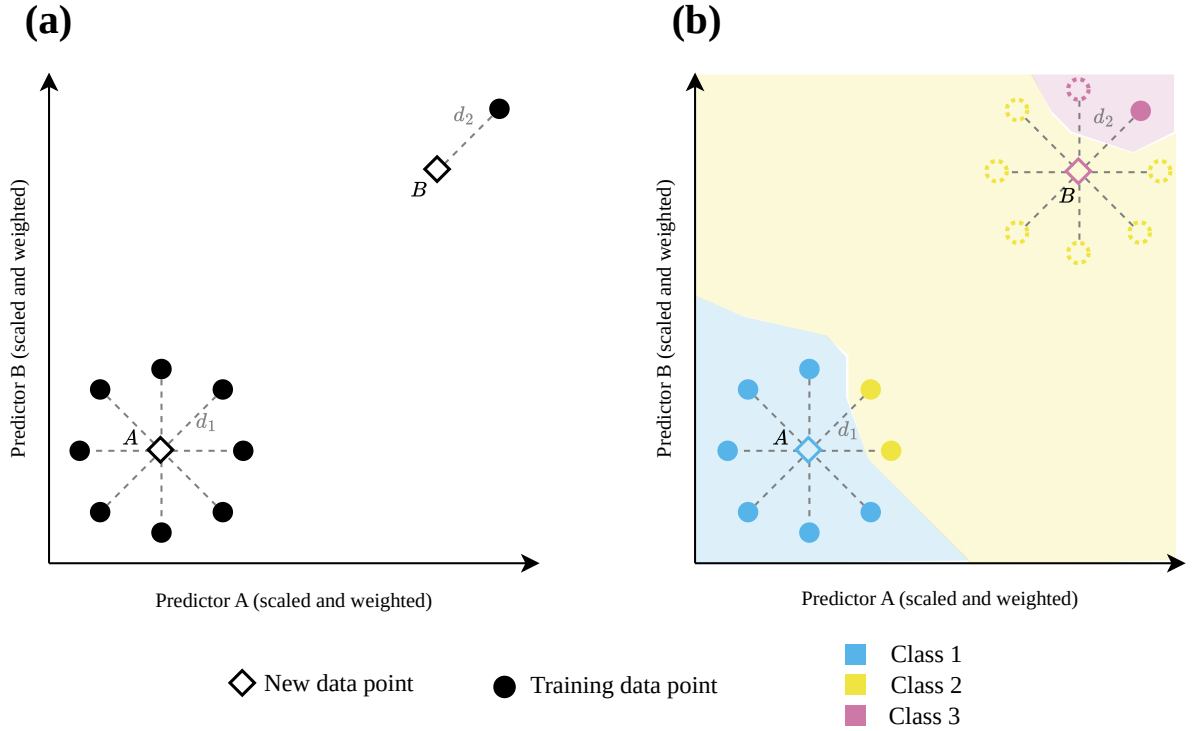 (a)
Predictor B (scaled and weighted)
d2
B
A
d1
Predictor A (scaled and weighted)
(b)
Predictor B (scaled and weighted)
d2
B
A
d1
Predictor A (scaled and weighted)
New data point
Training data point
Class 1
Class 2
Class 3